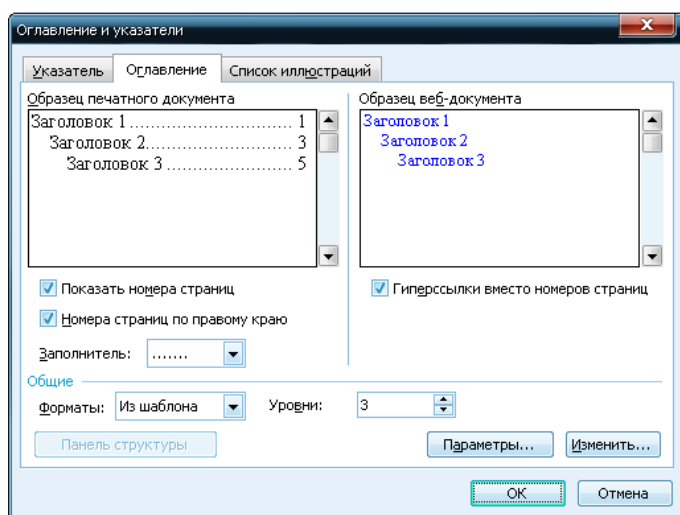 Оглавление и указатели
Указатель Оглавление Список иллюстраций
Образец печатного документа
Заголовок 1 ............................ 1
Заголовок 2.......................... 3
Заголовок 3 ....................... 5
Образец веб-документа
Заголовок 1
Заголовок 2
Заголовок 3
Показать номера страниц
Номера страниц по правому краю
Заполнитель: .......
Гиперссылки вместо номеров страниц
Общие
Форматы: Из шаблона Уровни: 3
Панель структуры Параметры... Изменить...
ОК Отмена